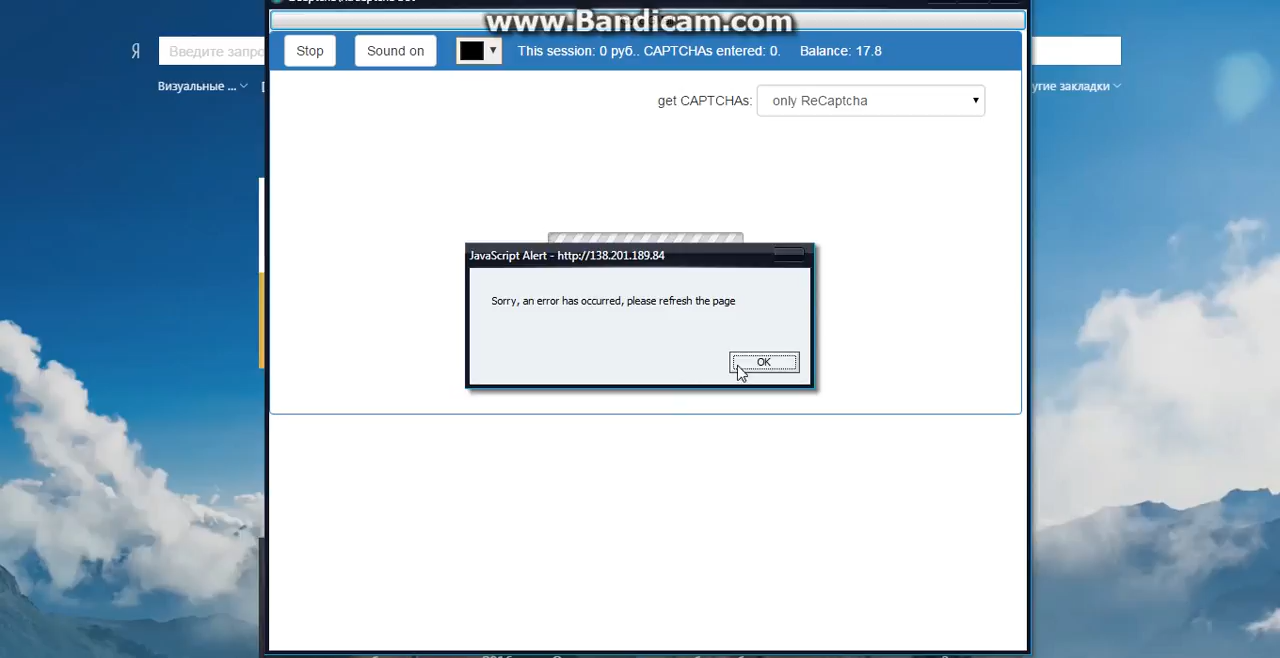 www.Bandicam.com
Я
Введите запро
Stop
Sound on
This session: 0 руб.. CAPTCHAs entered: 0.
Balance: 17.8
Визуальные ...
угие закладки
get CAPTCHAs:
only ReCaptcha
JavaScript Alert - http://138.201.189.84
Sorry, an error has occurred, please refresh the page
OK